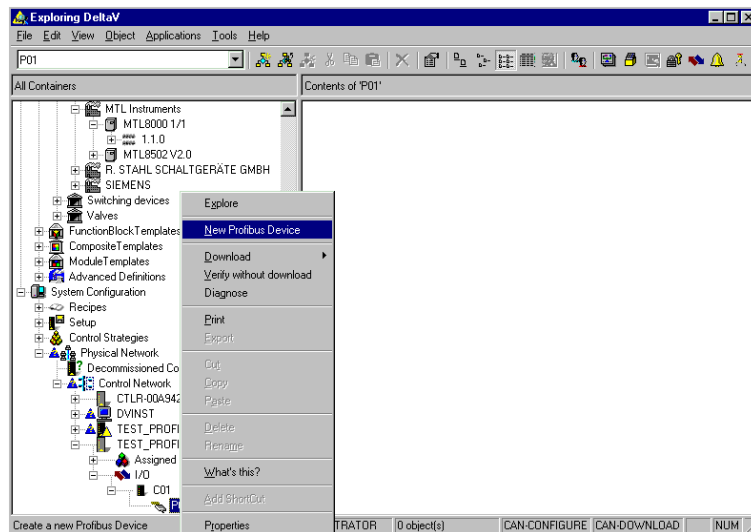 Exploring DeltaV
File Edit View Object Applications Tools Help
P01
All Containers
Contents of 'P01'
MTL Instruments
MTL8000 1/1
1.1.0
MTL8502 V2.0
R. STAHL SCHALTGERÄTE GMBH
SIEMENS
Switching devices
Valves
FunctionBlockTemplates
CompositeTemplates
ModuleTemplates
Advanced Definitions
System Configuration
Recipes
Setup
Control Strategies
Physical Network
Decommissioned Co
Control Network
CTLR-00A942
DVINST
TEST_PROFI
TEST_PROFI
Assigned
I/O
C01
P
Explore
New Profibus Device
Download
Verify without download
Diagnose
Print
Export
Cut
Copy
Paste
Delete
Rename
What's this?
Add ShortCut
Properties
Create a new Profibus Device
TRATOR
0 object(s)
CAN-CONFIGURE
CAN-DOWNLOAD
NUM